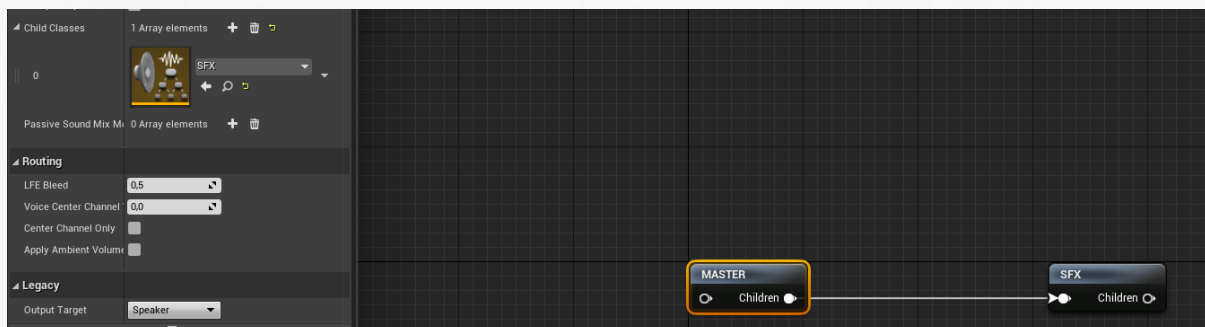 Child Classes 1 Array elements
0 SFX
Passive Sound Mix M 0 Array elements
Routing
LFE Bleed 0,5
Voice Center Channel 0,0
Center Channel Only
Apply Ambient Volume
MASTER SFX
Legacy
Children Children
Output Target Speaker